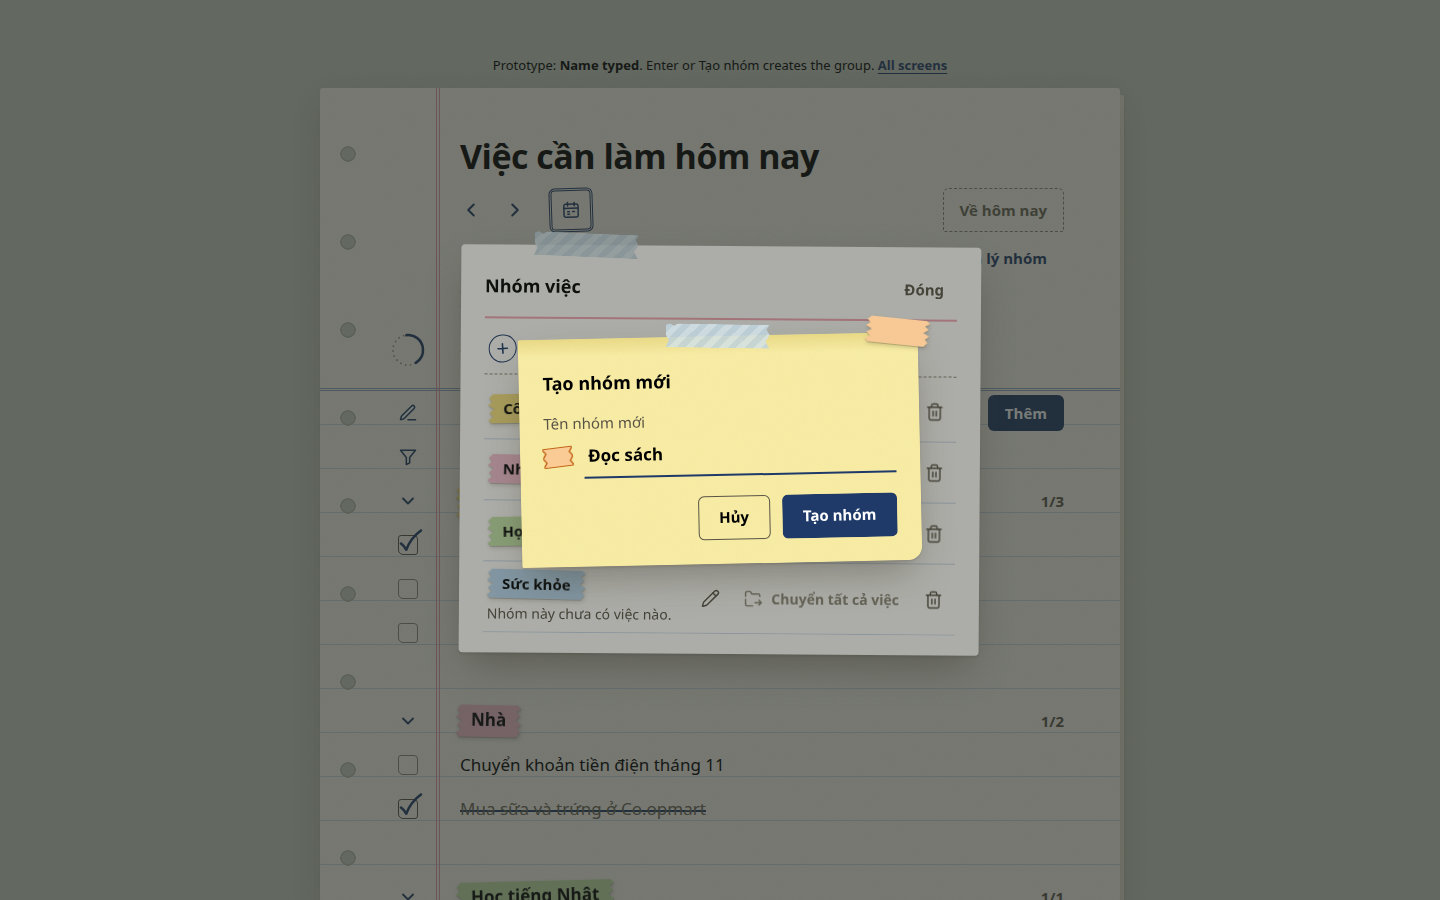 Prototype: Name typed. Enter or Tạo nhóm creates the group. All screens
Việc cần làm hôm nay
Về hôm nay
lý nhóm
Nhóm việc
Đóng
Tạo nhóm mới
Tên nhóm mới
Đọc sách
Hủy
Tạo nhóm
Thêm
1/3
Sức khỏe
Chuyển tất cả việc
Nhóm này chưa có việc nào.
Nhà
1/2
Chuyển khoản tiền điện tháng 11
Mua sữa và trứng ở Co.opmart
Học tiếng Nhật
1/1